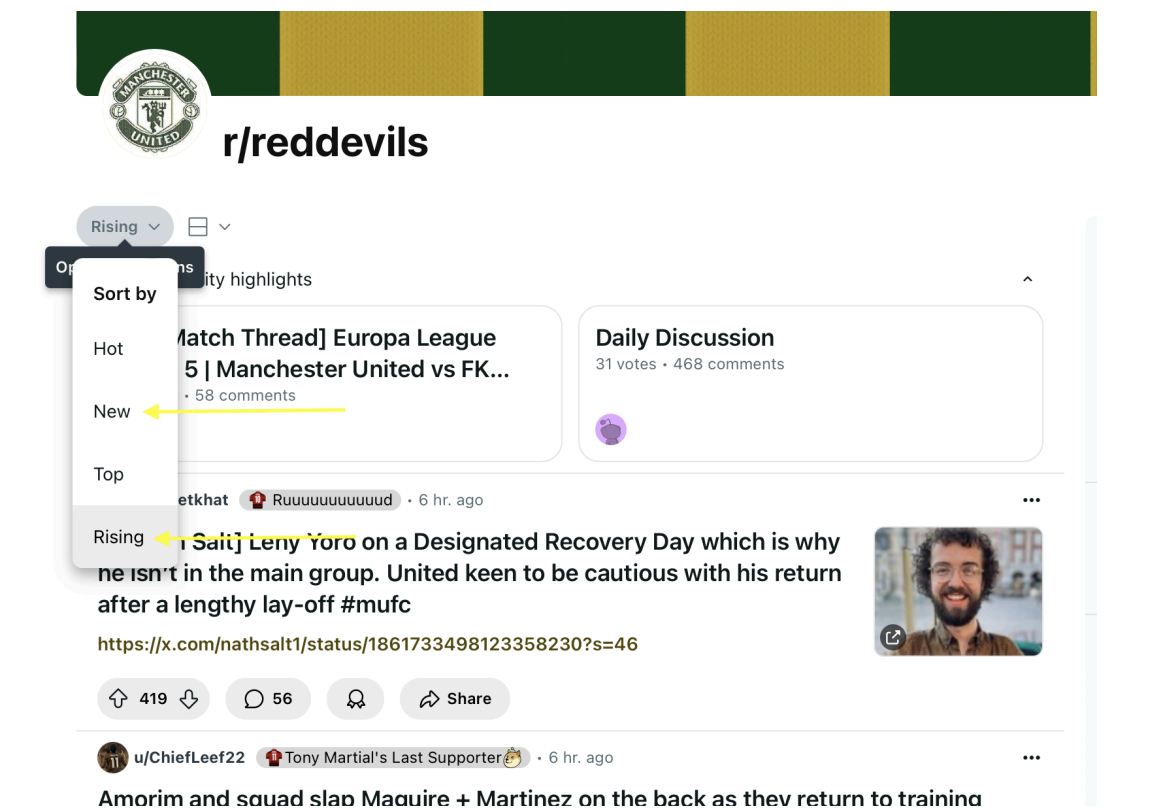 MANCHESTER
UNITED
r/reddevils
Rising
Op
ns
Sort by
Hot
New
Top
Rising
ity highlights
Match Thread] Europa League
5 | Manchester United vs FK...
• 58 comments
Daily Discussion
31 votes • 468 comments
etkhat Ruuuuuuuuuuud • 6 hr. ago
Salt] Leny Yoro on a Designated Recovery Day which is why
he isn't in the main group. United keen to be cautious with his return
after a lengthy lay-off #mufc
https://x.com/nathsalt1/status/1861733498123358230?s=46
419
56
Share
u/ChiefLeef22 Tony Martial's Last Supporter • 6 hr. ago
Amorim and squad slap Maguire + Martinez on the back as they return to training